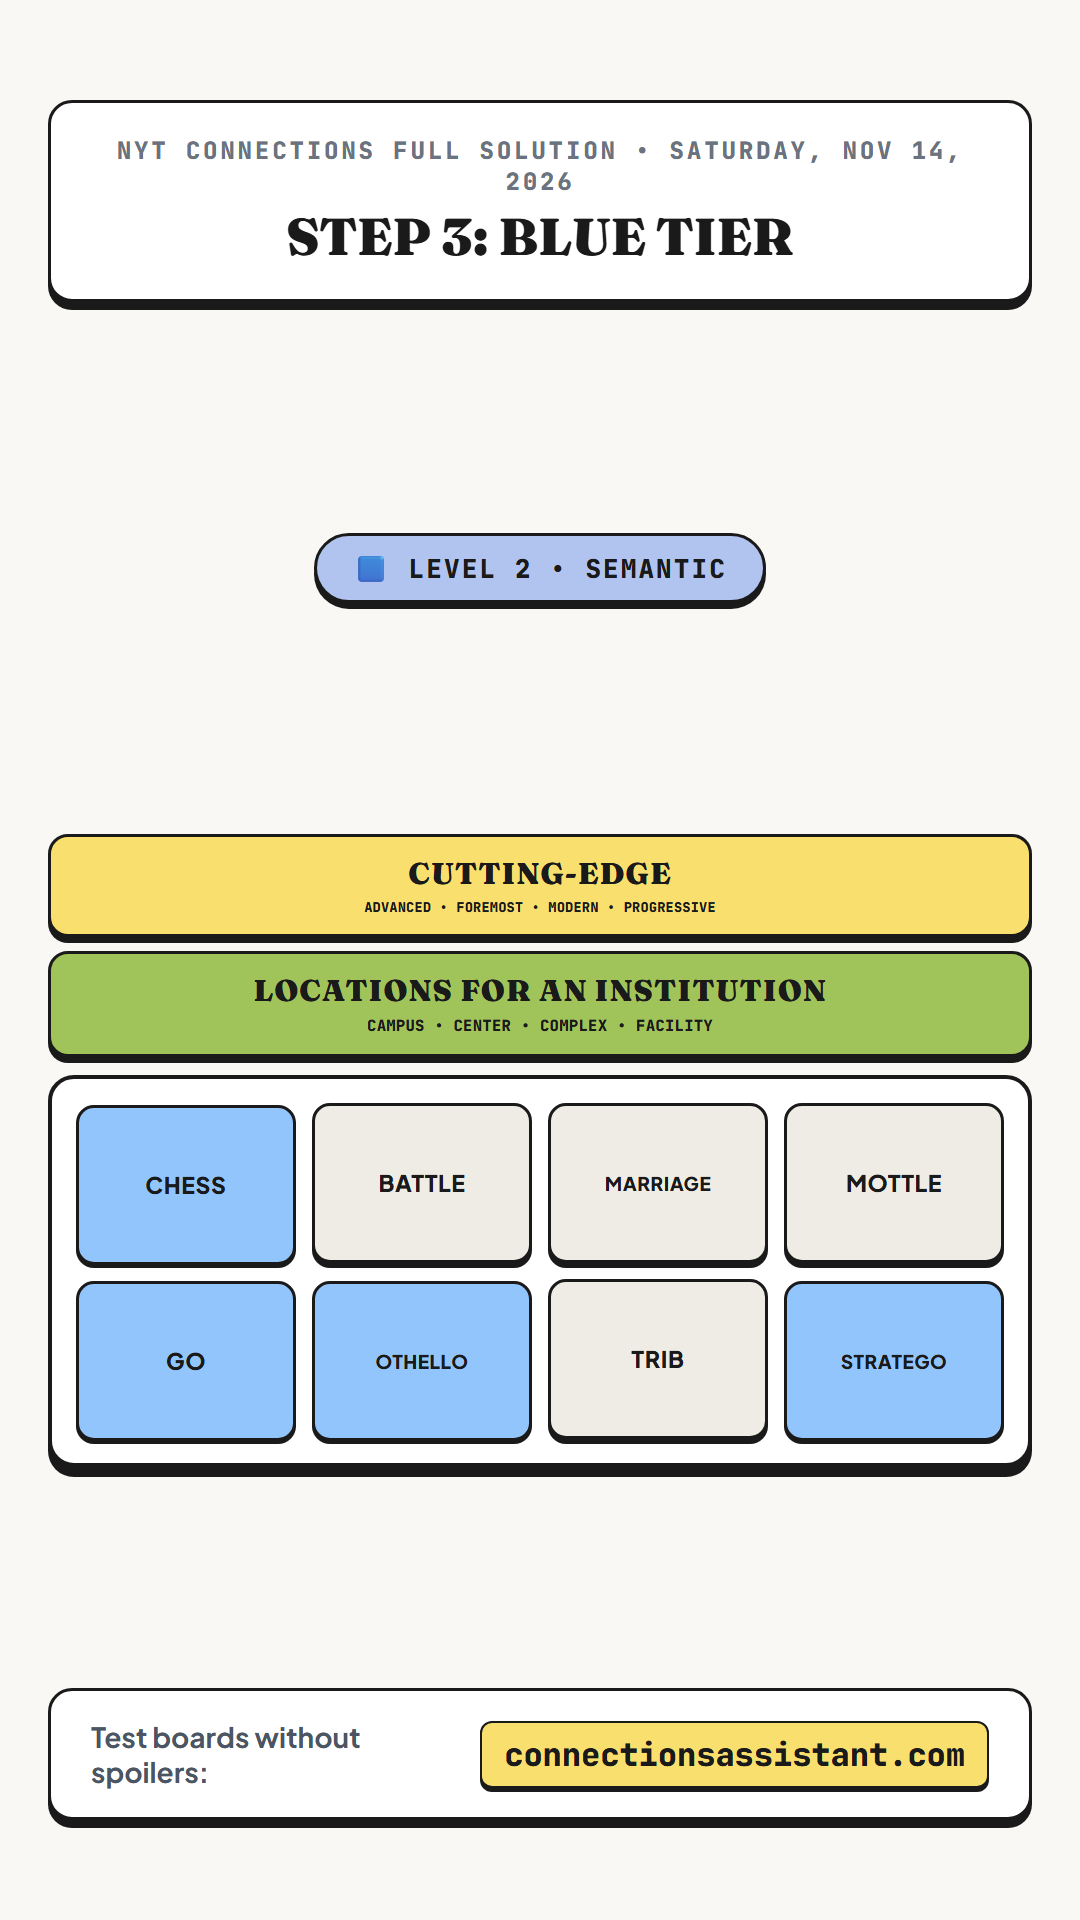 NYT CONNECTIONS FULL SOLUTION • SATURDAY, NOV 14,
2026
STEP 3: BLUE TIER
LEVEL 2 • SEMANTIC
CUTTING-EDGE
ADVANCED • FOREMOST • MODERN • PROGRESSIVE
LOCATIONS FOR AN INSTITUTION
CAMPUS • CENTER • COMPLEX • FACILITY
CHESS BATTLE MARRIAGE MOTTLE
GO OTHELLO TRIB STRATEGO
Test boards without
spoilers:
connectionsassistant.com